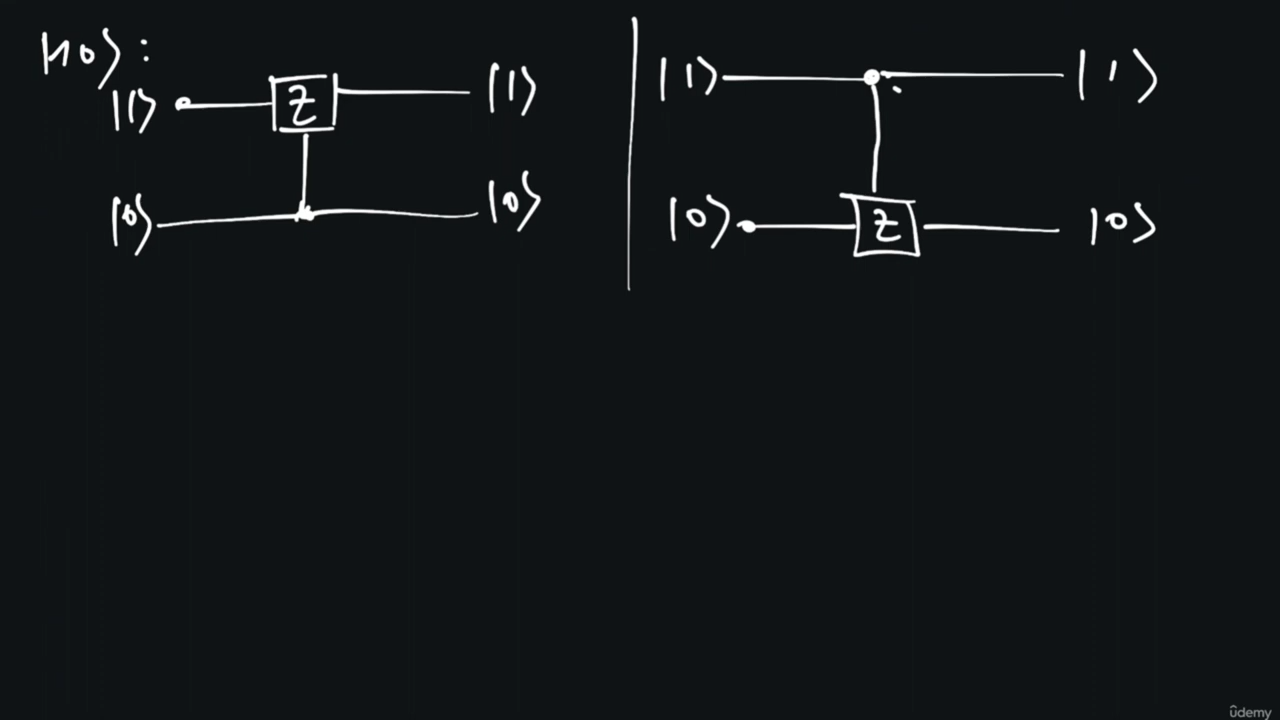 |10⟩:
|1⟩ Z |1⟩
|0⟩ |0⟩
|1⟩ |1⟩
|0⟩ Z |0⟩
ûdemy